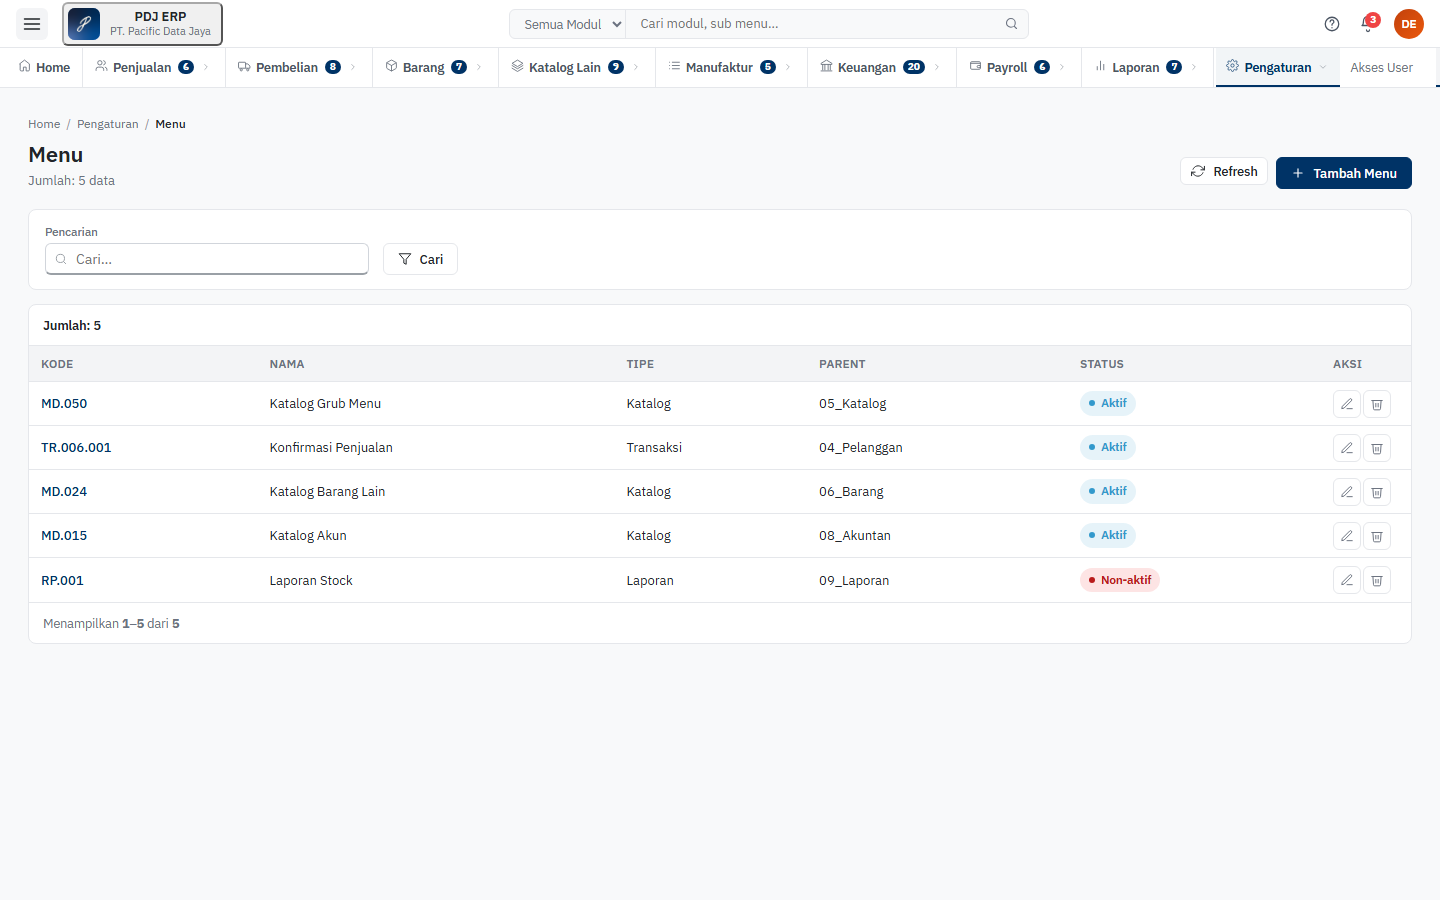 PDJ ERP
PT. Pacific Data Jaya
Semua Modul
Cari modul, sub menu...
3
DE
Home
Penjualan 6
Pembelian 8
Barang 7
Katalog Lain 9
Manufaktur 5
Keuangan 20
Payroll 6
Laporan 7
Pengaturan
Akses User
Home / Pengaturan / Menu
Menu
Jumlah: 5 data
Refresh
+ Tambah Menu
Pencarian
Cari...
Cari
Jumlah: 5
KODE NAMA TIPE PARENT STATUS AKSI
MD.050 Katalog Grub Menu Katalog 05_Katalog Aktif
TR.006.001 Konfirmasi Penjualan Transaksi 04_Pelanggan Aktif
MD.024 Katalog Barang Lain Katalog 06_Barang Aktif
MD.015 Katalog Akun Katalog 08_Akuntan Aktif
RP.001 Laporan Stock Laporan 09_Laporan Non-aktif
Menampilkan 1–5 dari 5